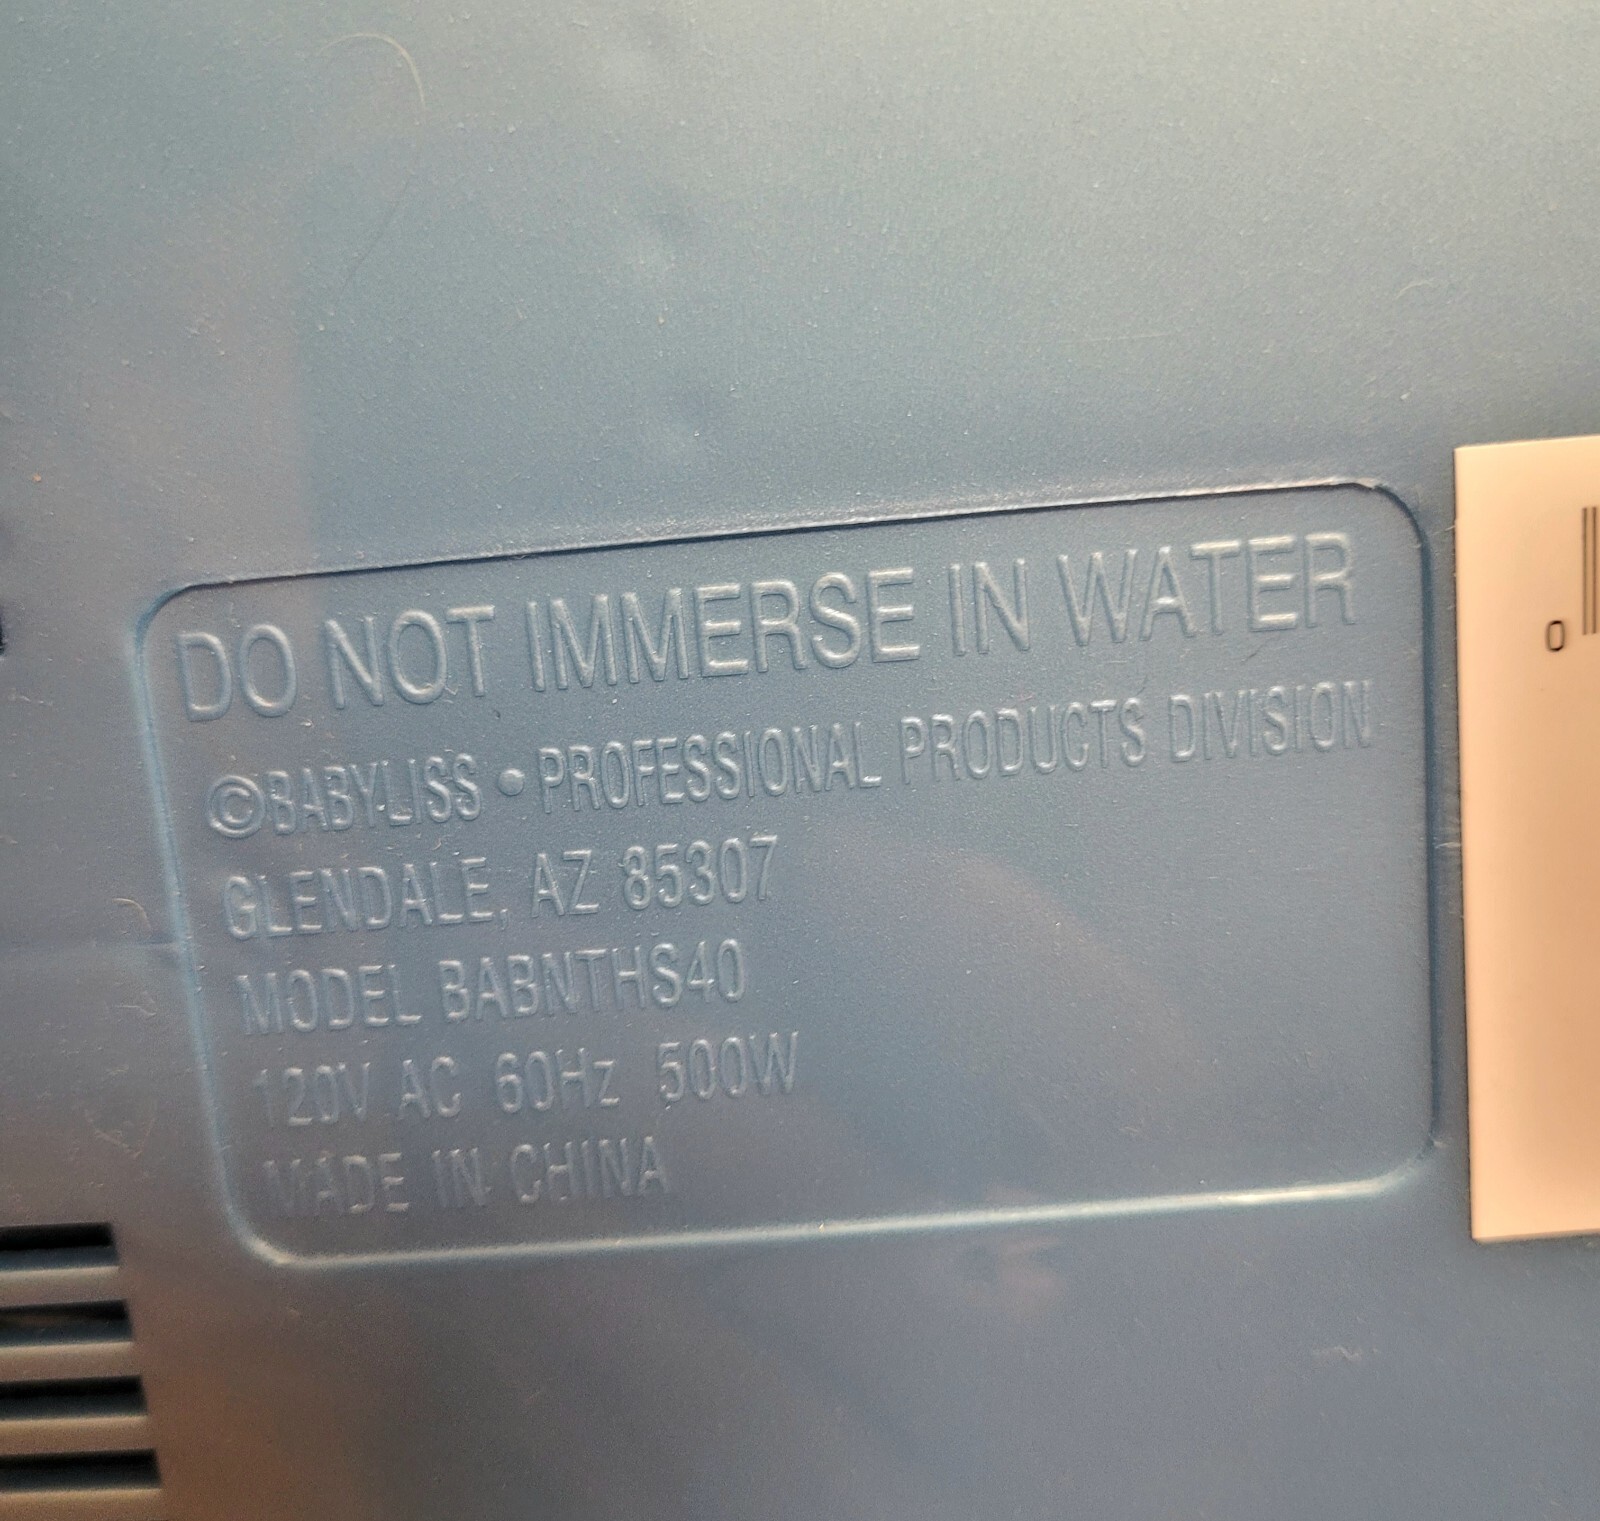 DO NOT IMMERSE IN WATER
©BABYLISS • PROFESSIONAL PRODUCTS DIVISION
GLENDALE, AZ 85307
MODEL BABNTHS40
120V AC 60Hz 500W
MADE IN CHINA
0